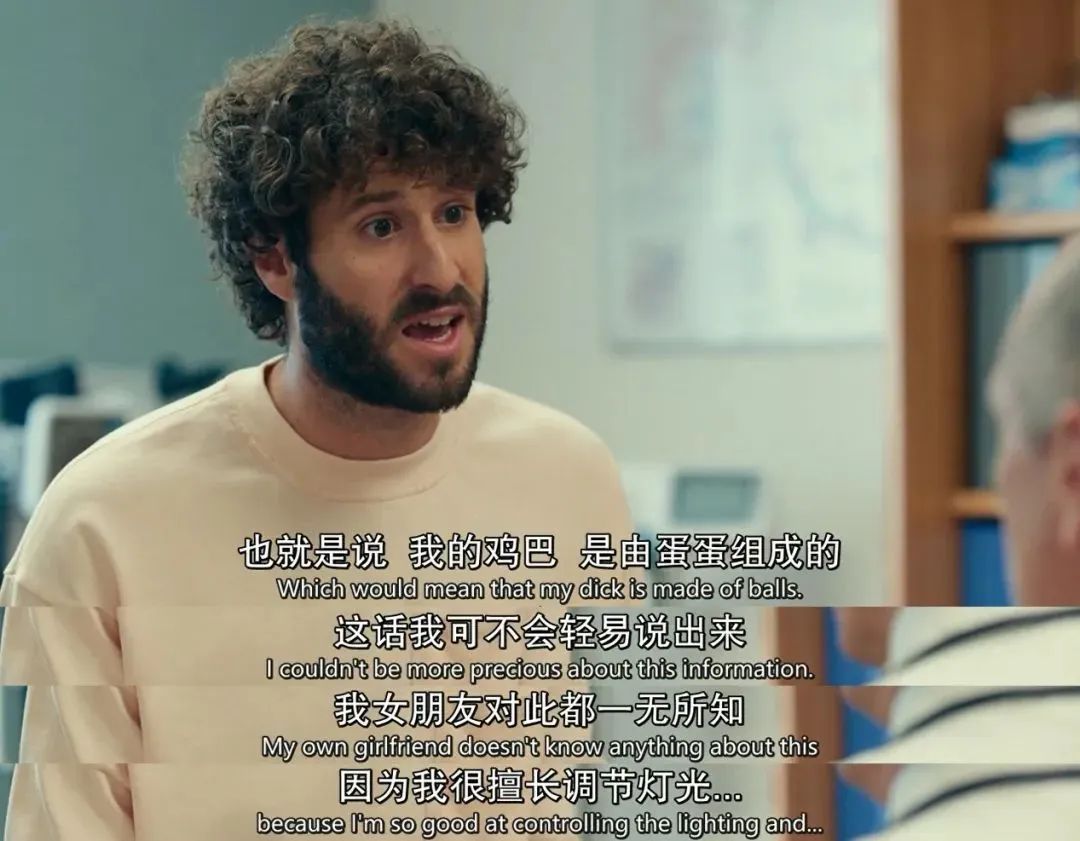 也就是说 我的鸡巴 是由蛋蛋组成的
Which would mean that my dick is made of balls.
这话我可不会轻易说出来
I couldn't be more precious about this information.
我女朋友对此都一无所知
My own girlfriend doesn't know anything about this
因为我很擅长调节灯光...
because I'm so good at controlling the lighting and...